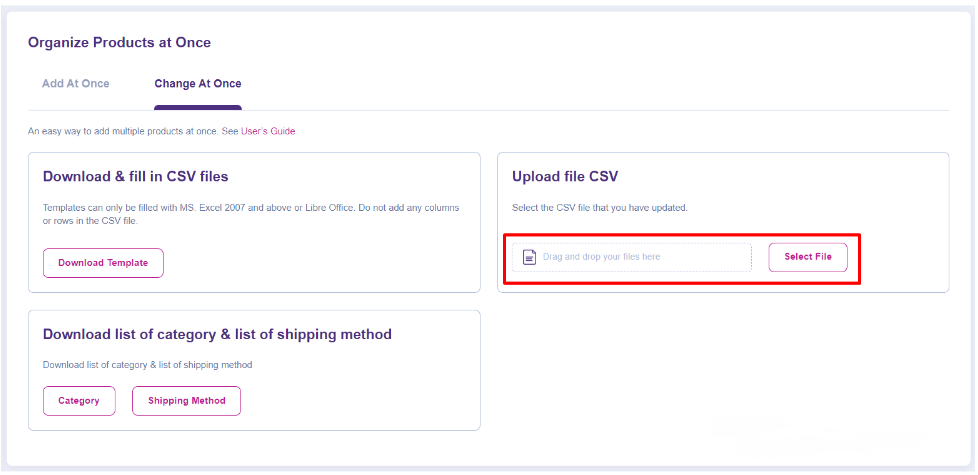 Organize Products at Once
Add At Once
Change At Once
An easy way to add multiple products at once. See User's Guide
Download & fill in CSV files
Templates can only be filled with MS. Excel 2007 and above or Libre Office. Do not add any columns
or rows in the CSV file.
Download Template
Upload file CSV
Select the CSV file that you have updated.
Drag and drop your files here
Select File
Download list of category & list of shipping method
Download list of category & list of shipping method
Category
Shipping Method